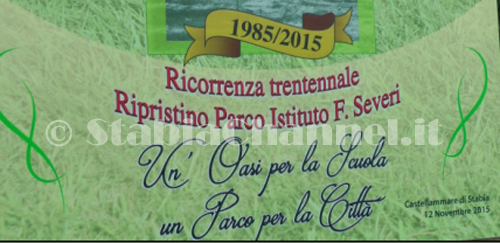 1985/2015
Ricorrenza trentennale
Ripristino Parco Istituto F. Severi
© Stabiachannel.it
Un' Oasi per la Scuola
un Parco per la Città
Castellammare di Stabia
12 Novembre 2015